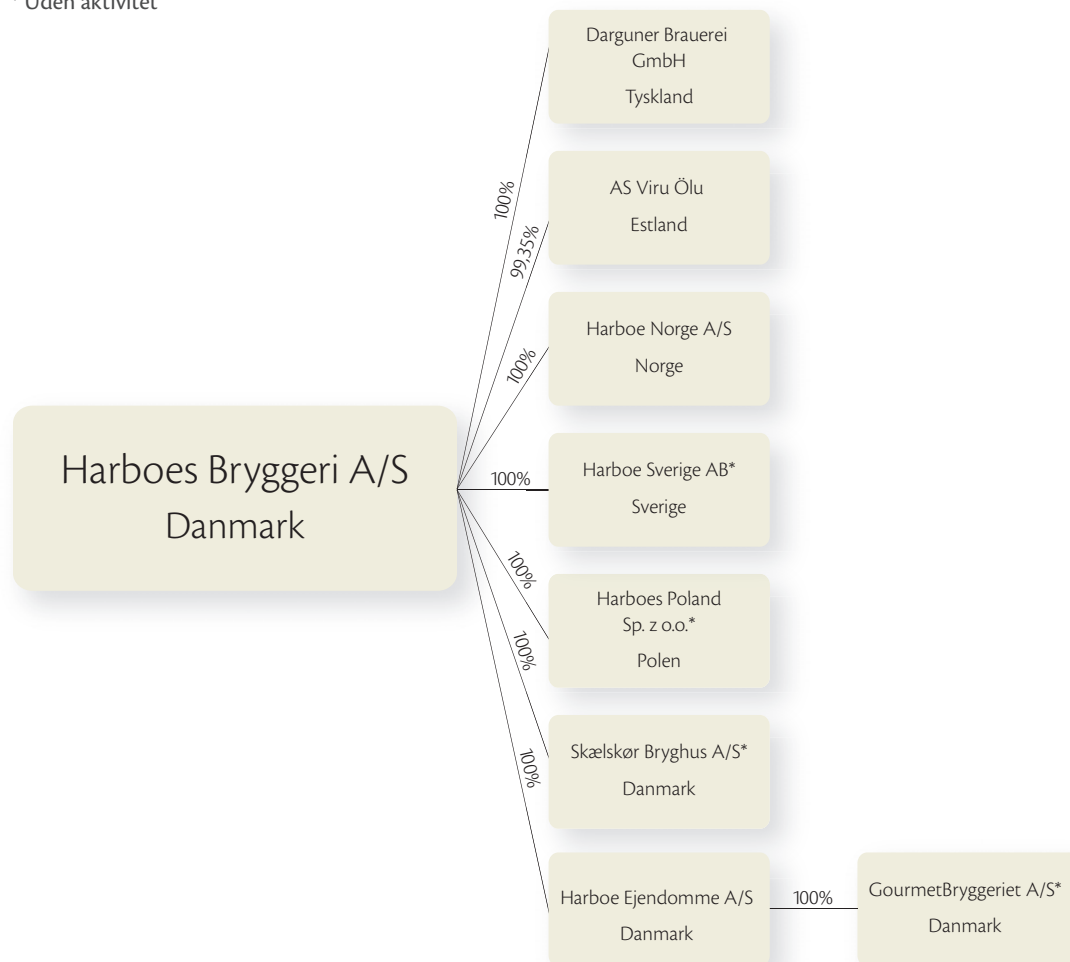 * Uden aktivitet
Darguner Brauerei
GmbH
Tyskland
100%
AS Viru Ölu
Estland
99,35%
Harboe Norge A/S
Norge
100%
Harboes Bryggeri A/S
Danmark
100%
Harboe Sverige AB*
Sverige
100%
Harboes Poland
Sp. z o.o.*
Polen
100%
Skælskør Bryghus A/S*
Danmark
100%
Harboe Ejendomme A/S
Danmark
100%
GourmetBryggeriet A/S*
Danmark